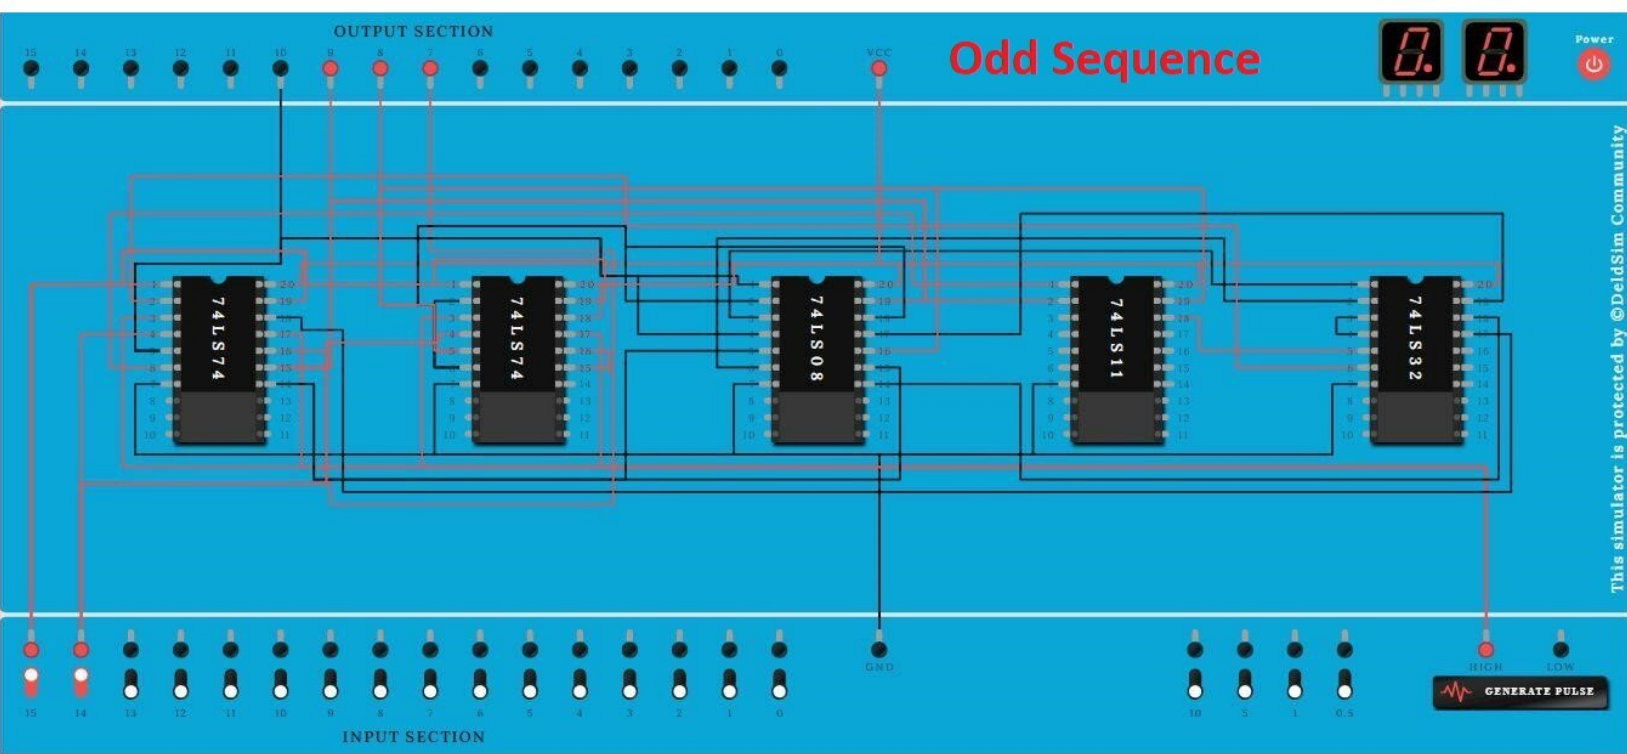 OUTPUT SECTION
15 14 13 12 11 10 9 8 7 6 5 4 3 2 1 0 VCC
Odd Sequence
8. 8.
Power
This simulator is protected by ©DeldSim Community
74LS74
74LS74
74LS08
74LS11
74LS32
GND
HIGH LOW
GENERATE PULSE
15 14 13 12 11 10 9 8 7 6 5 4 3 2 1 0 10 5 1 0.5
INPUT SECTION